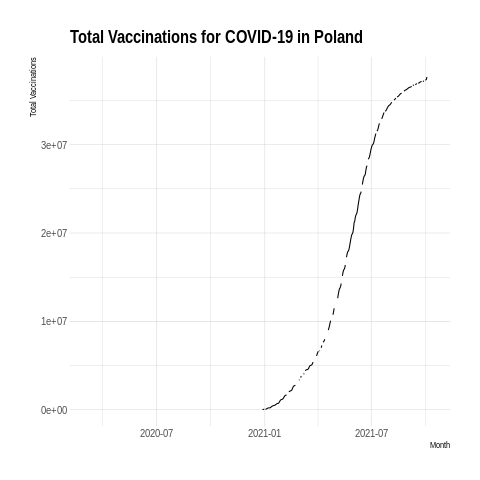 Total Vaccinations for COVID-19 in Poland
Total Vaccinations
3e+07
2e+07
1e+07
0e+00
2020-07 2021-01 2021-07
Month